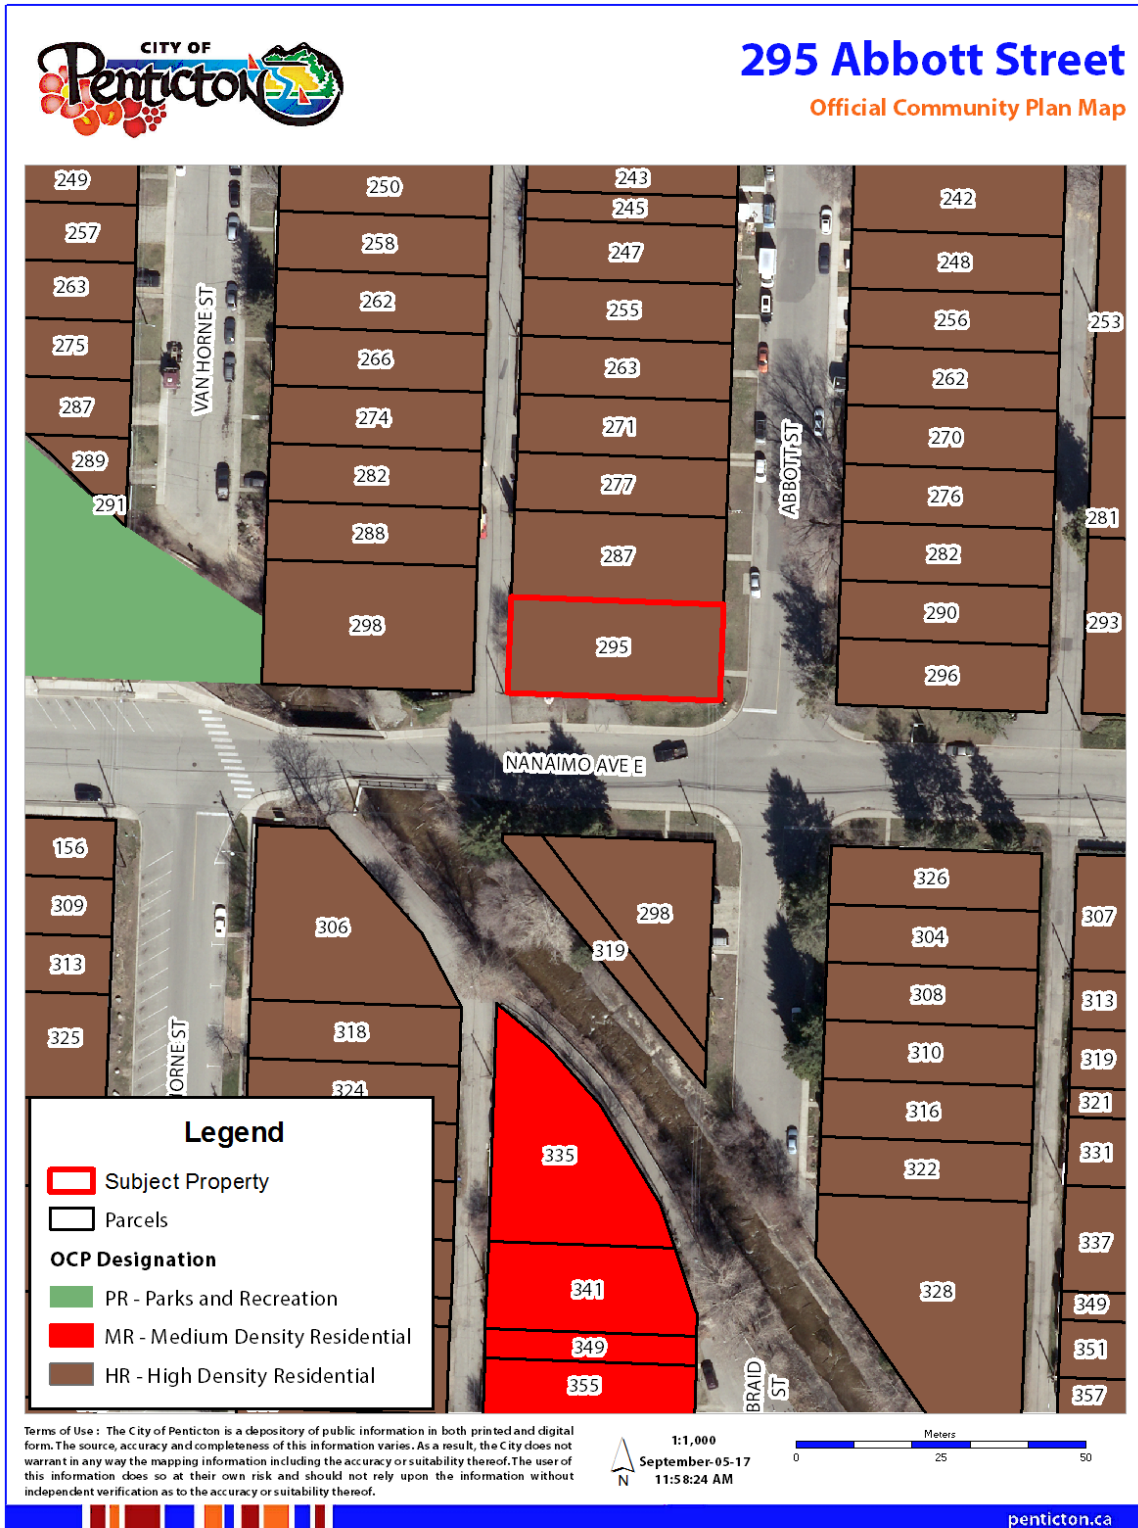 CITY OF
Penticton
295 Abbott Street
Official Community Plan Map
249
257
263
275
287
289
291
VAN HORNE ST
250
258
262
266
274
282
288
298
243
245
247
255
263
271
277
287
295
ABBOTT ST
242
248
256
262
270
276
282
290
296
253
281
293
NANAIMO AVE E
156
309
313
325
ORNE ST
306
318
324
298
319
335
341
349
355
BRAID
ST
326
304
308
310
316
322
328
307
313
319
321
331
337
349
351
357
Legend
Subject Property
Parcels
OCP Designation
PR - Parks and Recreation
MR - Medium Density Residential
HR - High Density Residential
Terms of Use : The City of Penticton is a depository of public information in both printed and digital
form. The source, accuracy and completeness of this information varies. As a result, the City does not
warrant in any way the mapping information including the accuracy or suitability thereof. The user of
this information does so at their own risk and should not rely upon the information without
independent verification as to the accuracy or suitability thereof.
N
1:1,000
September-05-17
11:58:24 AM
Meters
0 25 50
penticton.ca